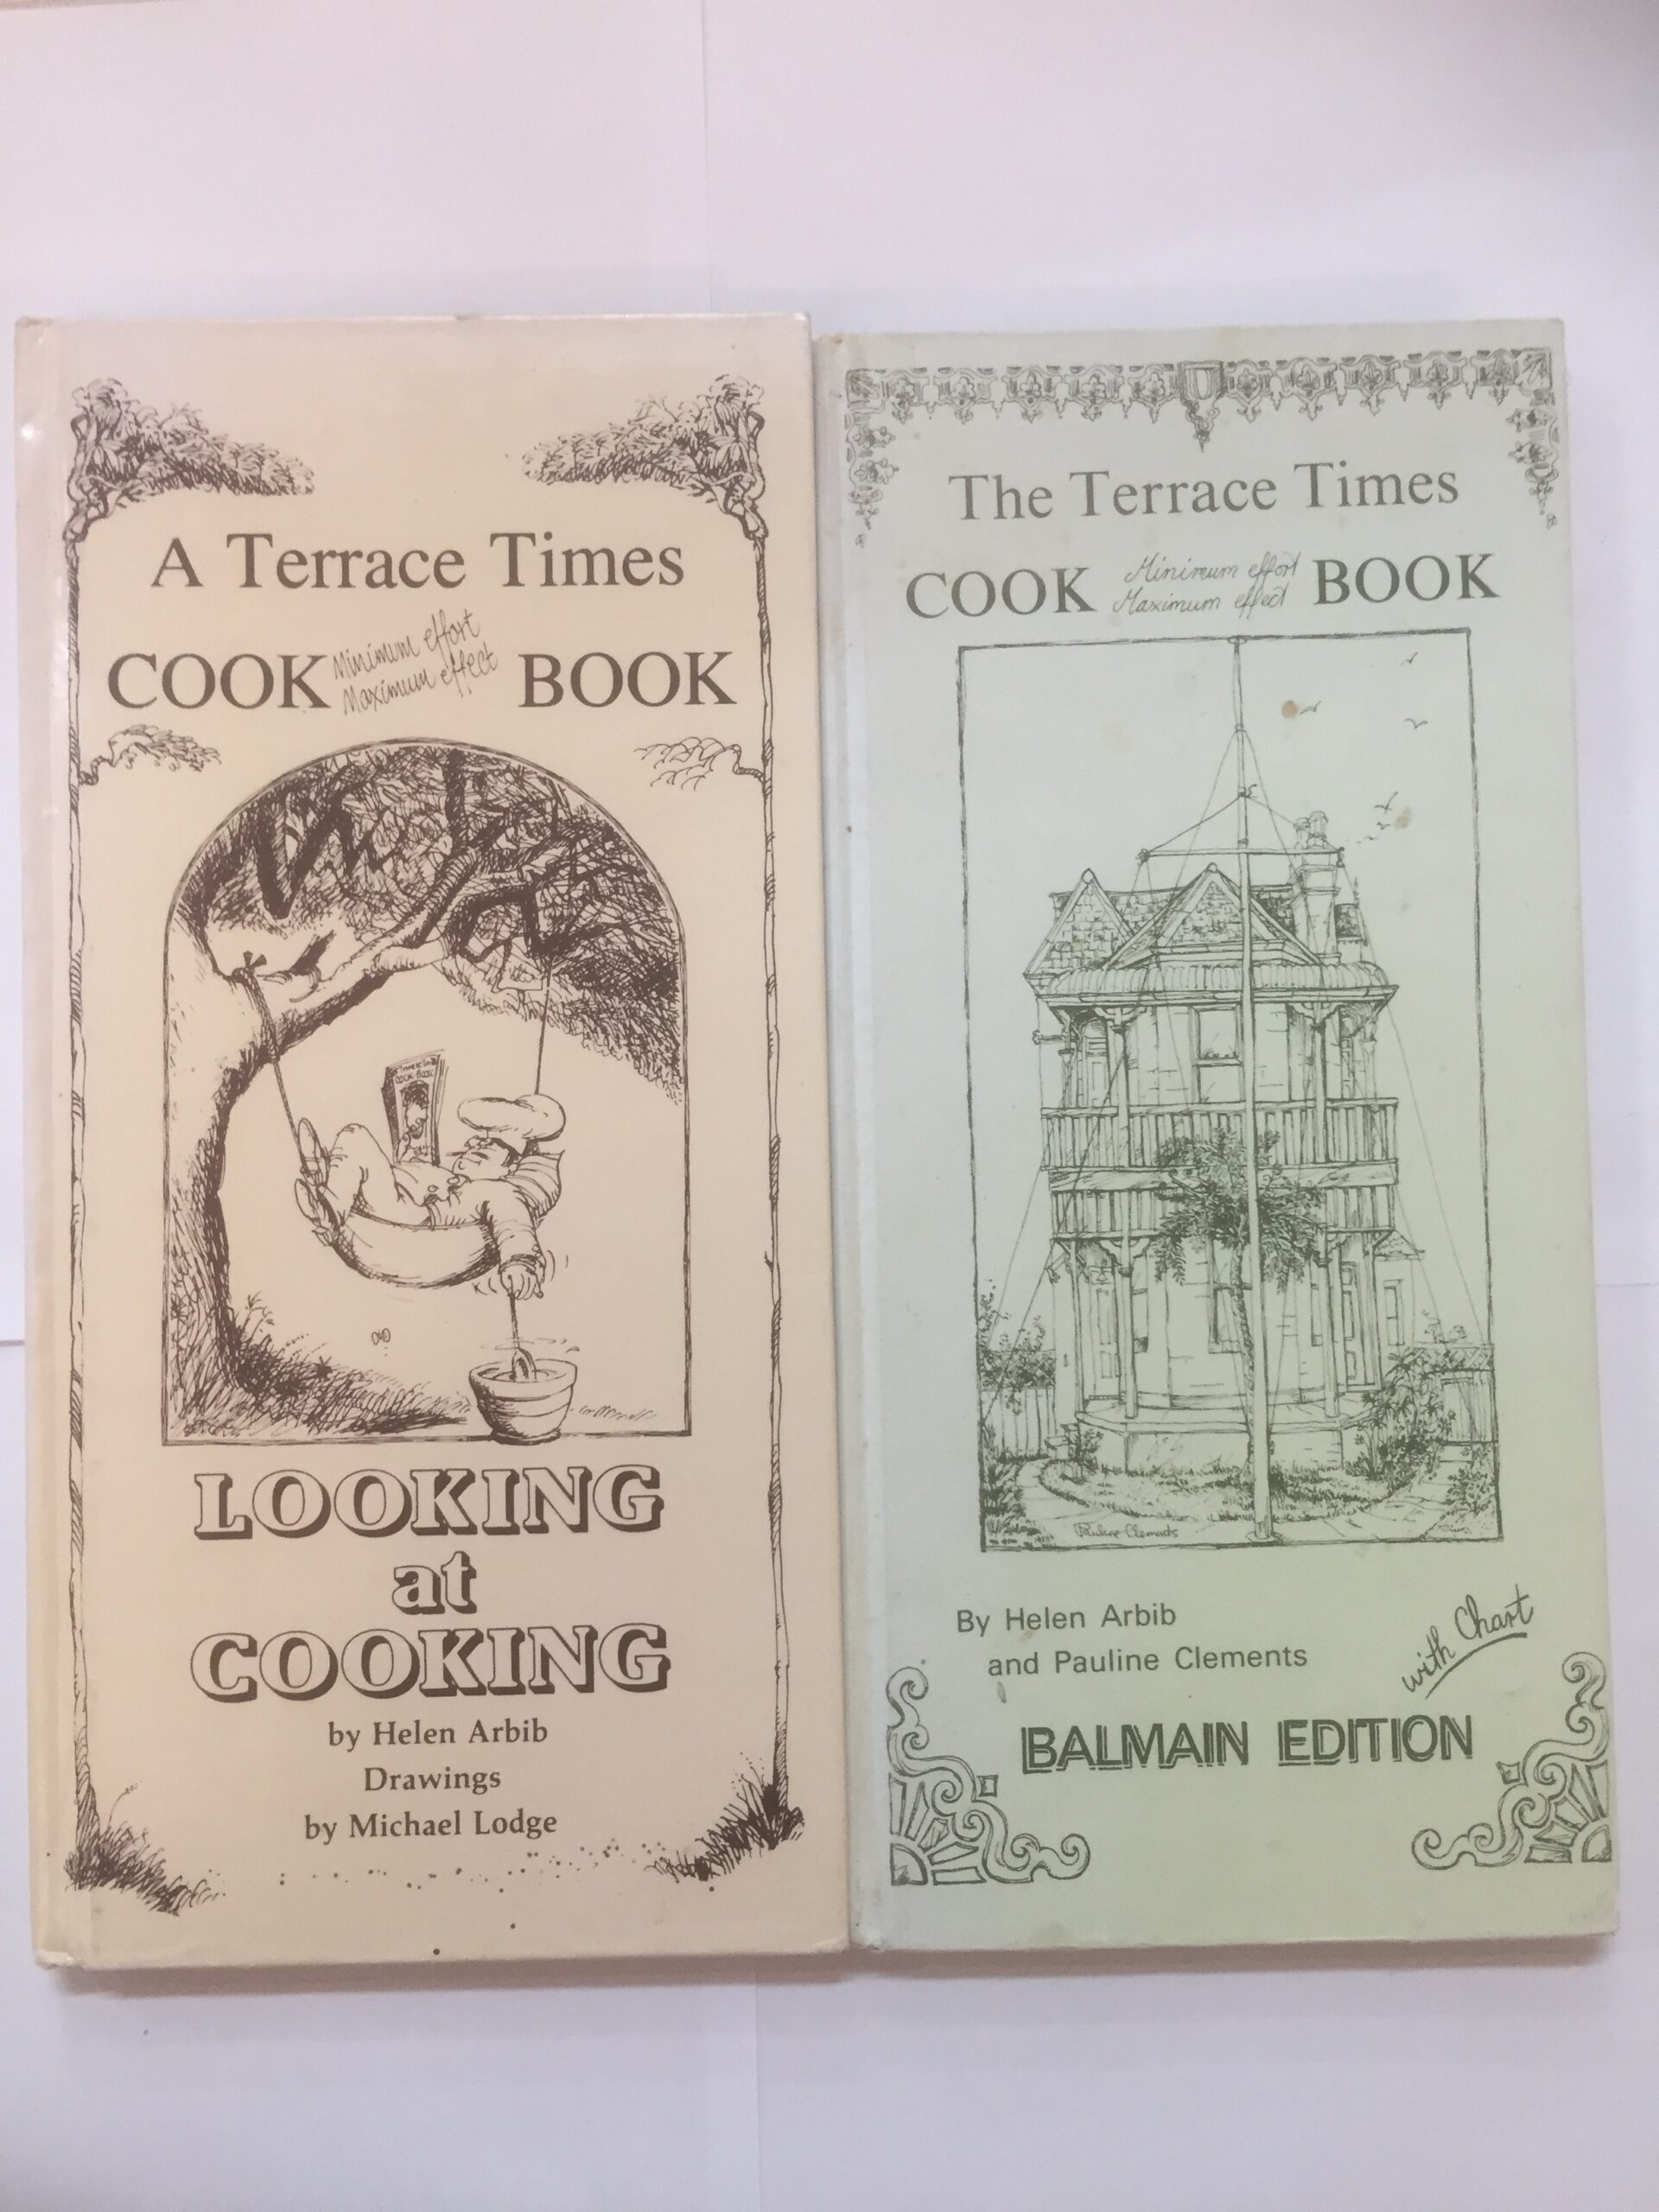 A Terrace Times
COOK Minimum effort Maximum effect BOOK
COOK BOOK
LOOKING
at
COOKING
by Helen Arbib
Drawings
by Michael Lodge
The Terrace Times
COOK Minimum effort Maximum effect BOOK
Pauline Clements
By Helen Arbib
and Pauline Clements
with Chart
BALMAIN EDITION